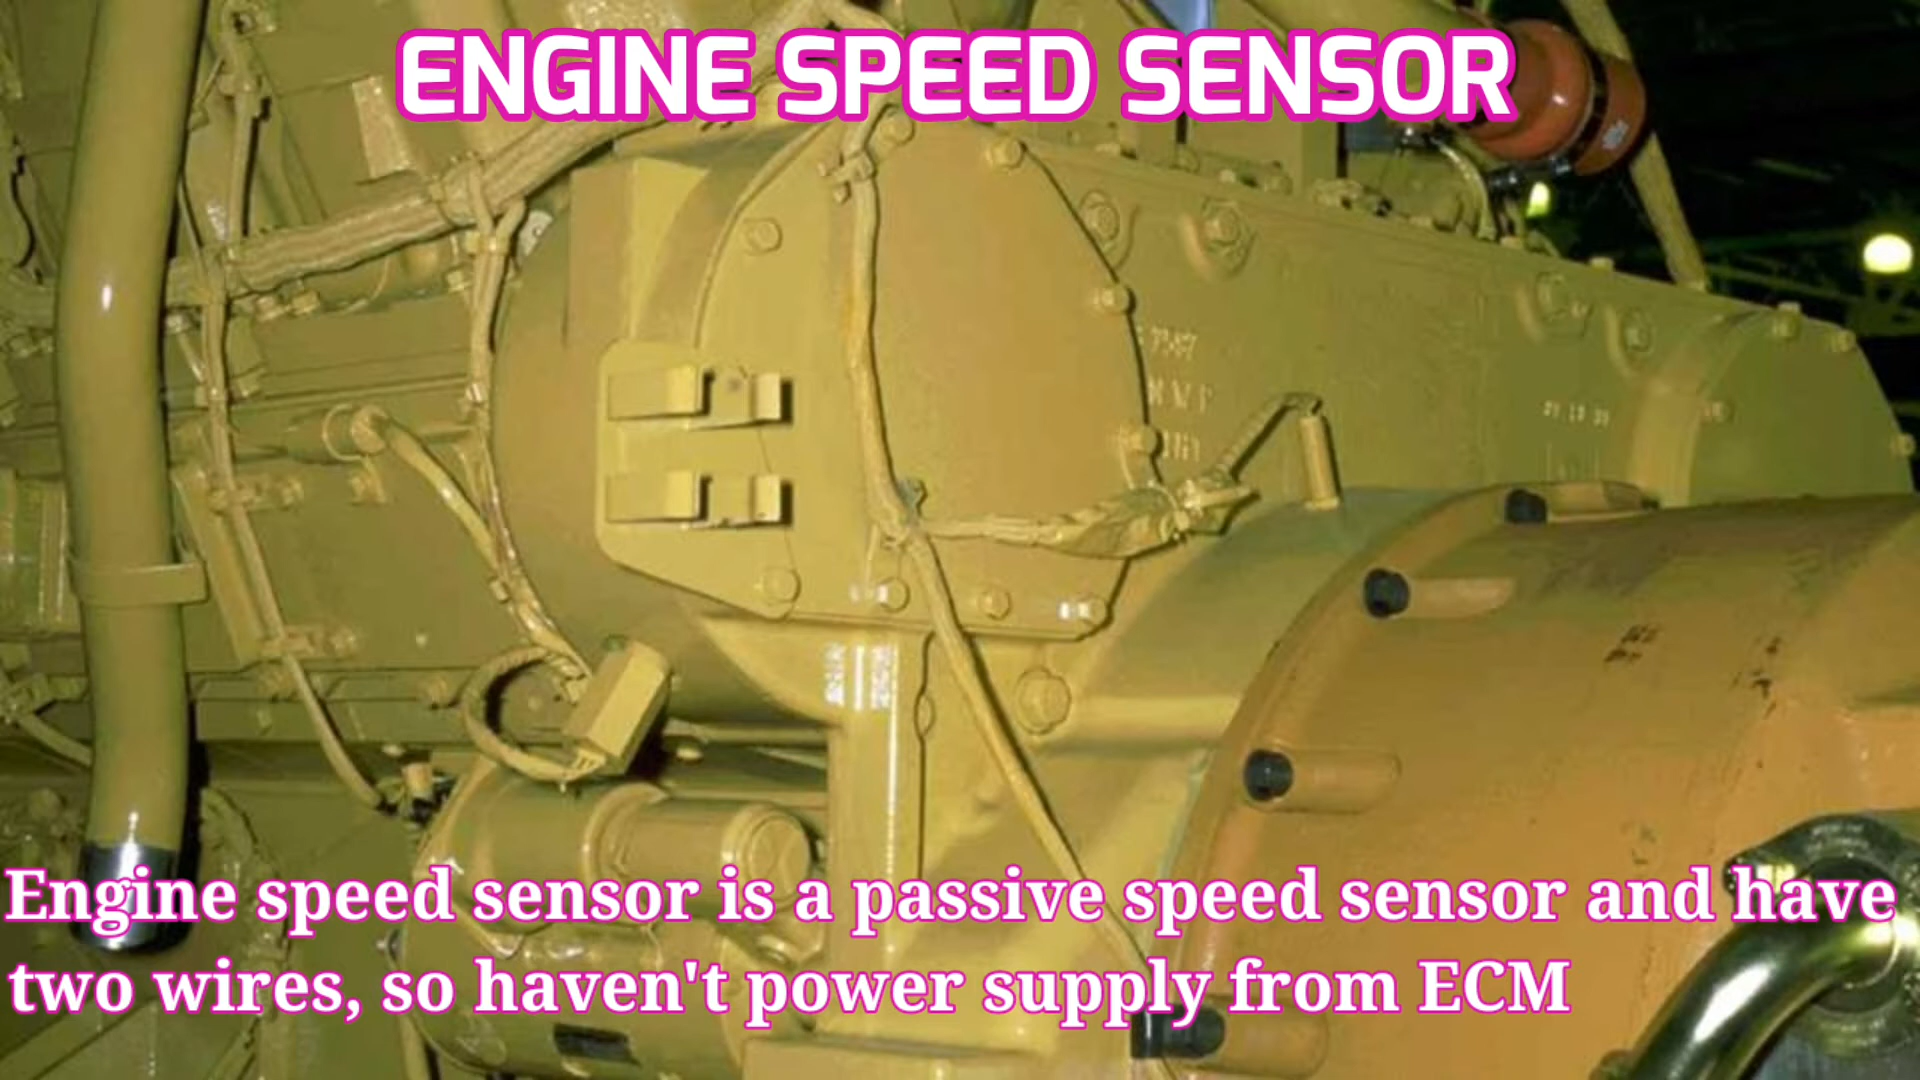 ENGINE SPEED SENSOR
Engine speed sensor is a passive speed sensor and have
two wires, so haven't power supply from ECM